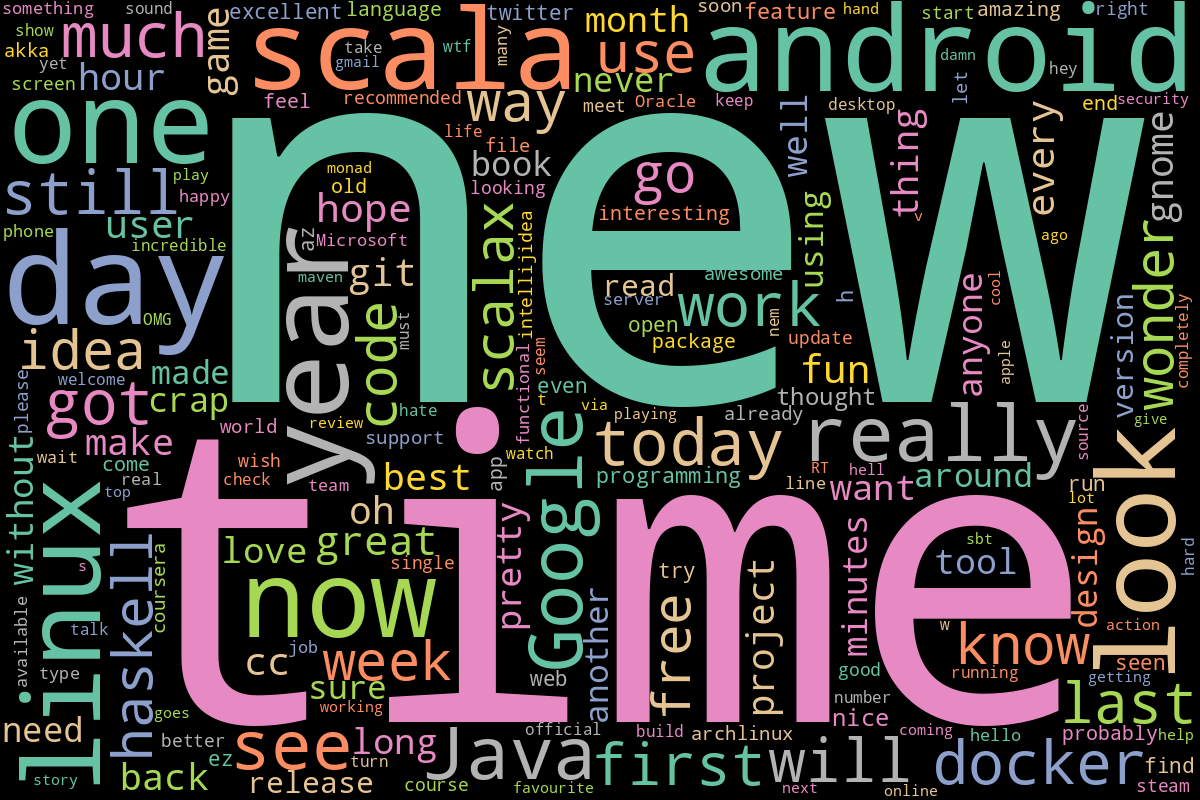 something
sound
excellent
language
twitter
month
soon
feature
hand
start
amazing
right
show
much
game
scala
take
wtf
many
use
android
damn
akka
yet
gmail
hey
let
screen
hour
never
one
feel
recommended
way
meet
Oracle
keep
desktop
end
security
new
life
file
well
thing
every
gnome
still
play
happy
monad
old
book
looking
go
user
hope
interesting
<
phone
incredible
az
Microsoft
scalax
intellijidea
using
ago
wonder
day
year
maven
git
awesome
read
server
work
h
cool
anyone
version
completely
OMG
code
must
open
package
nem
update
apple
idea
functional
seem
fun
welcome
made
please
even
thought
got
crap
hate
t
via
playing
already
give
make
world
review
support
Google
today
really
source
look
wait
come
real
wish
check
watch
app
best
programming
line
RT
hell
want
around
run
lot
without
top
team
time
linux
oh
pretty
minutes
design
hard
haskell
coursera
love
great
single
try
project
sbt
tool
s
now
free
another
available
talk
w
know
action
cc
job
week
type
web
good
running
seen
getting
sure
working
number
last
goes
nice
need
better
ez
see
long
turn
Java
official
build
archlinux
coming
hello
probably
help
first
will
docker
find
story
back
release
course
favourite
next
online
steam